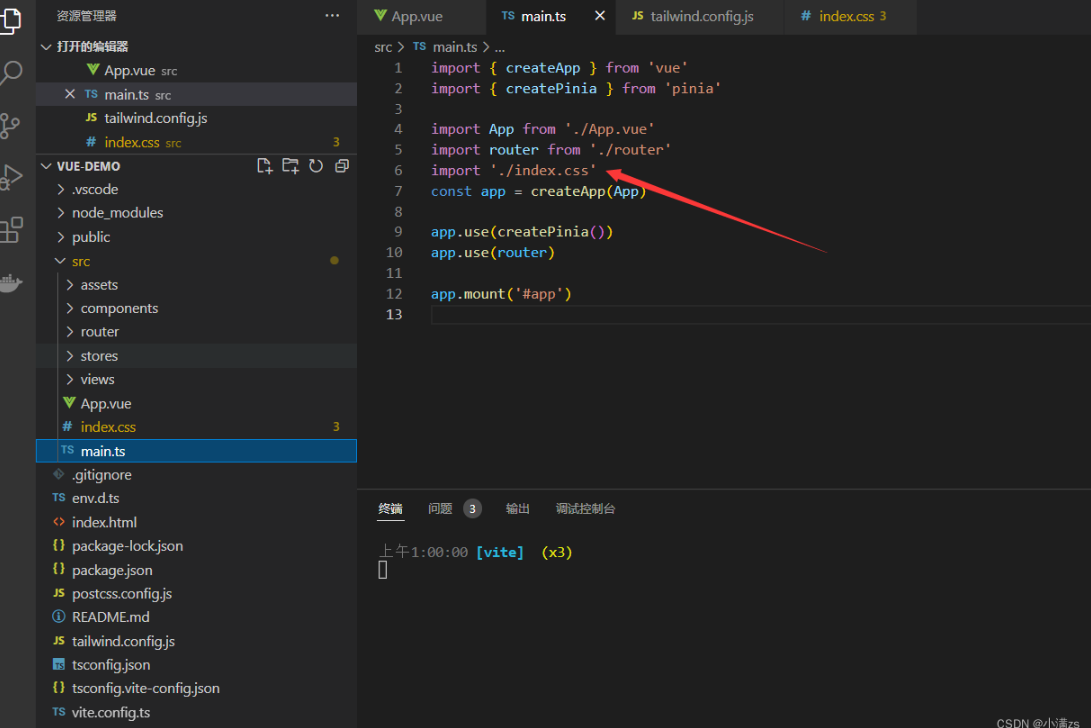 资源管理器 ···
打开的编辑器
App.vue src
× TS main.ts src
JS tailwind.config.js
# index.css src 3
VUE-DEMO
.vscode
node_modules
public
src
assets
components
router
stores
views
App.vue
# index.css 3
TS main.ts
.gitignore
TS env.d.ts
<> index.html
{} package-lock.json
{} package.json
JS postcss.config.js
README.md
JS tailwind.config.js
TS tsconfig.json
{} tsconfig.vite-config.json
TS vite.config.ts
App.vue TS main.ts × JS tailwind.config.js # index.css 3
src > TS main.ts > ...
1 import { createApp } from 'vue'
2 import { createPinia } from 'pinia'
3
4 import App from './App.vue'
5 import router from './router'
6 import './index.css'
7 const app = createApp(App)
8
9 app.use(createPinia())
10 app.use(router)
11
12 app.mount('#app')
13
终端 问题 3 输出 调试控制台
上午1:00:00 [vite] (x3)
CSDN @小满zs